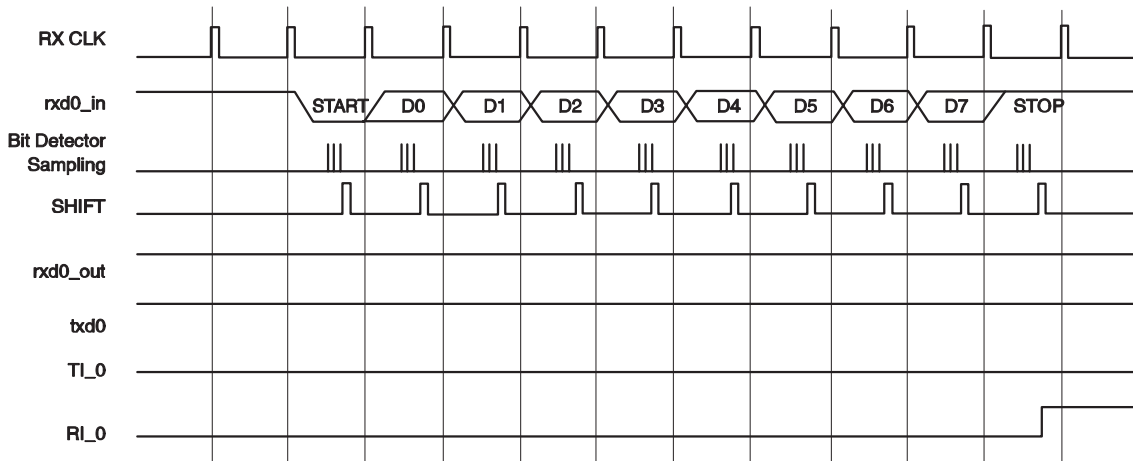 RX CLK
rxd0_in
START D0 D1 D2 D3 D4 D5 D6 D7 STOP
Bit Detector
Sampling
SHIFT
rxd0_out
txd0
TI_0
RI_0